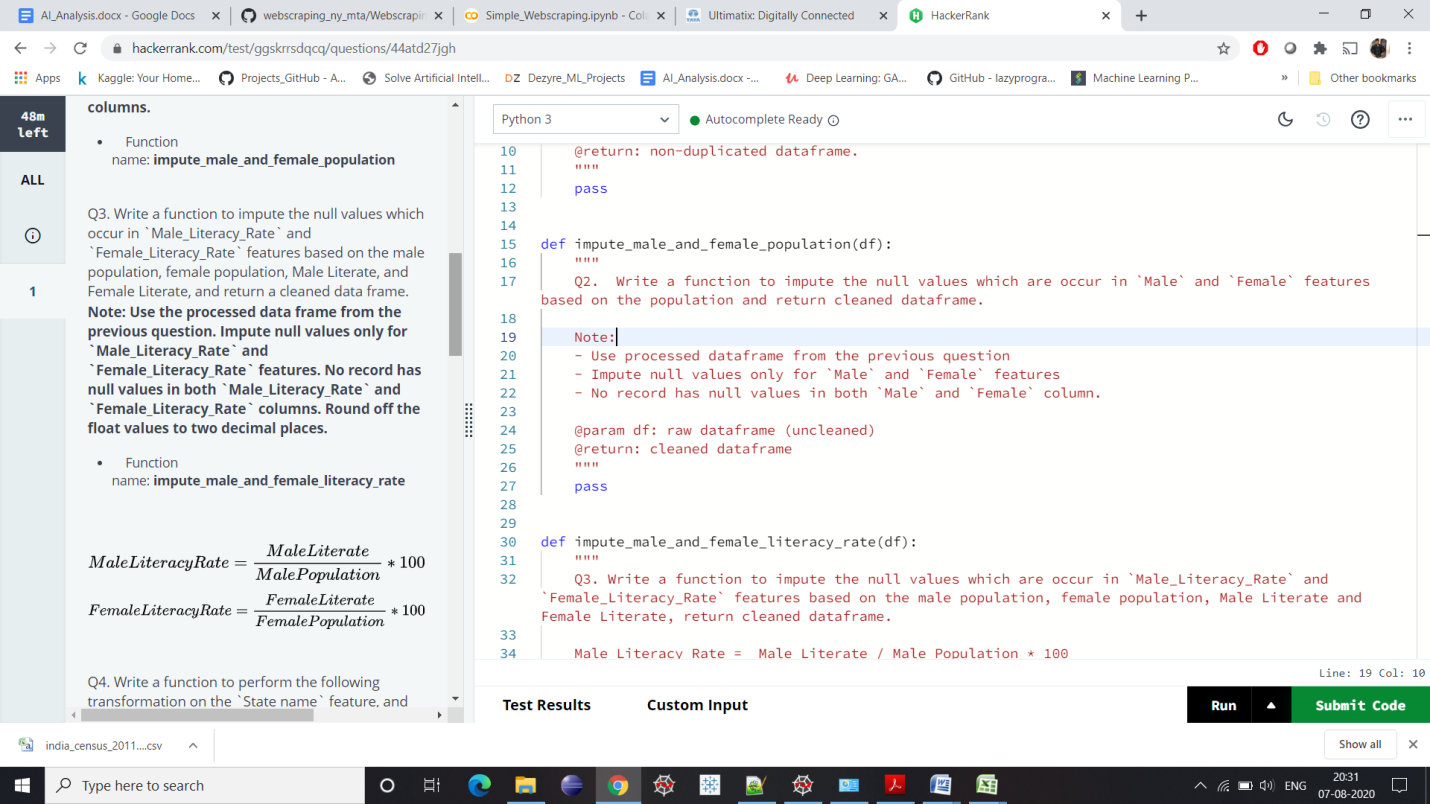 AI_Analysis.docx - Google Docs
webscraping_ny_mta/Webscrapin
Simple_Webscraping.ipynb - Cola
TATA
Ultimatix: Digitally Connected
HackerRank
hackerrank.com/test/ggskrrsdqcq/questions/44atd27jgh
Apps
Kaggle: Your Home...
Projects_GitHub - A...
Solve Artificial Intell...
DZ Dezyre_ML_Projects
AI_Analysis.docx -...
Deep Learning: GA...
GitHub - lazyprogra...
Machine Learning P...
»
Other bookmarks
48m
left
ALL
1
columns.
• Function
name: impute_male_and_female_population
Q3. Write a function to impute the null values which
occur in `Male_Literacy_Rate` and
`Female_Literacy_Rate` features based on the male
population, female population, Male Literate, and
Female Literate, and return a cleaned data frame.
Note: Use the processed data frame from the
previous question. Impute null values only for
`Male_Literacy_Rate` and
`Female_Literacy_Rate` features. No record has
null values in both `Male_Literacy_Rate` and
`Female_Literacy_Rate` columns. Round off the
float values to two decimal places.
• Function
name: impute_male_and_female_literacy_rate
MaleLiteracyRate = MaleLiterate / MalePopulation * 100
FemaleLiteracyRate = FemaleLiterate / FemalePopulation * 100
Q4. Write a function to perform the following
transformation on the `State name` feature, and
Python 3
Autocomplete Ready
10 @return: non-duplicated dataframe.
11 """
12 pass
13
14
15 def impute_male_and_female_population(df):
16 """
17 Q2.  Write a function to impute the null values which are occur in `Male` and `Female` features
based on the population and return cleaned dataframe.
18
19 Note:
20 - Use processed dataframe from the previous question
21 - Impute null values only for `Male` and `Female` features
22 - No record has null values in both `Male` and `Female` column.
23
24 @param df: raw dataframe (uncleaned)
25 @return: cleaned dataframe
26 """
27 pass
28
29
30 def impute_male_and_female_literacy_rate(df):
31 """
32 Q3. Write a function to impute the null values which are occur in `Male_Literacy_Rate` and
`Female_Literacy_Rate` features based on the male population, female population, Male Literate and
Female Literate, return cleaned dataframe.
33
34 Male Literacy Rate =  Male Literate / Male Population * 100
Line: 19 Col: 10
Test Results
Custom Input
Run
Submit Code
india_census_2011....csv
Show all
Type here to search
ENG
20:31
07-08-2020